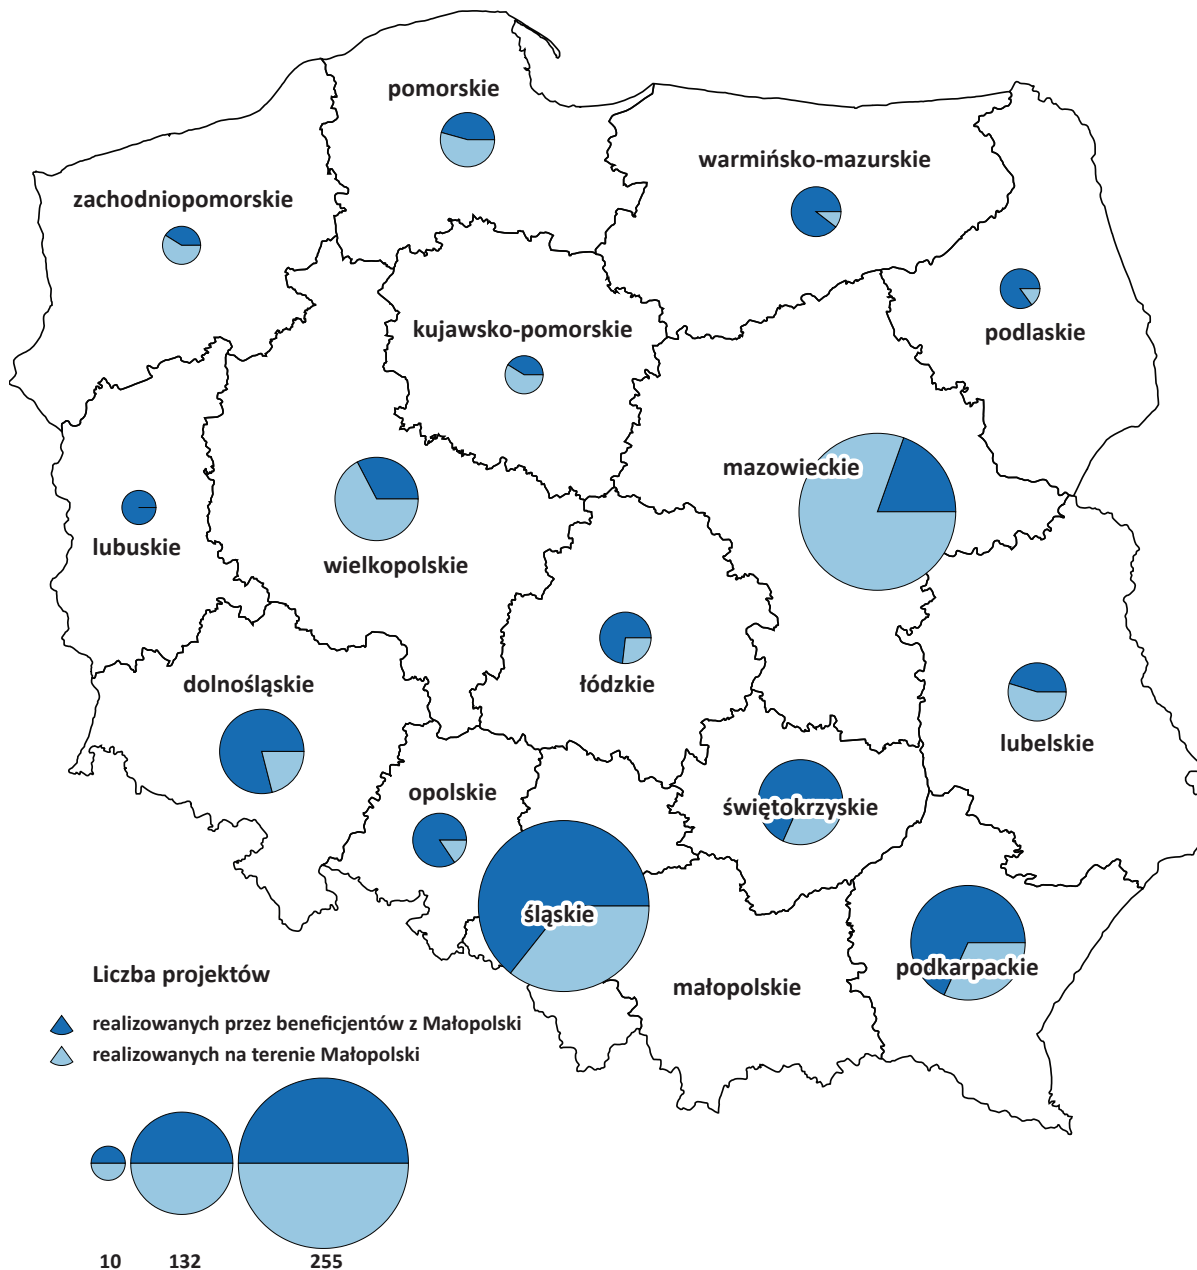 pomorskie
warmińsko-mazurskie
zachodniopomorskie
kujawsko-pomorskie
podlaskie
mazowieckie
lubuskie
wielkopolskie
dolnośląskie
łódzkie
lubelskie
opolskie
świętokrzyskie
śląskie
podkarpackie
małopolskie
Liczba projektów
realizowanych przez beneficjentów z Małopolski
realizowanych na terenie Małopolski
10 132 255